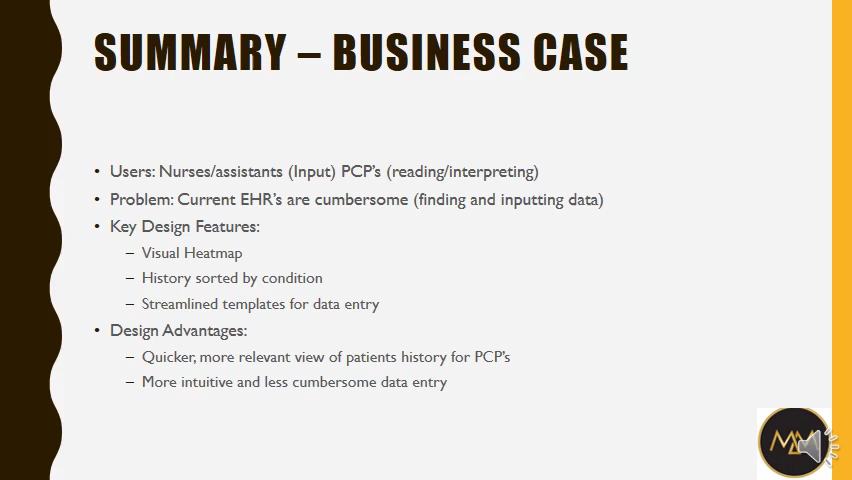 SUMMARY – BUSINESS CASE
• Users: Nurses/assistants (Input) PCP's (reading/interpreting)
• Problem: Current EHR's are cumbersome (finding and inputting data)
• Key Design Features:
– Visual Heatmap
– History sorted by condition
– Streamlined templates for data entry
• Design Advantages:
– Quicker, more relevant view of patients history for PCP's
– More intuitive and less cumbersome data entry